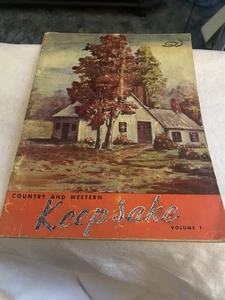 COUNTRY AND WESTERN
Keepsake
VOLUME 1